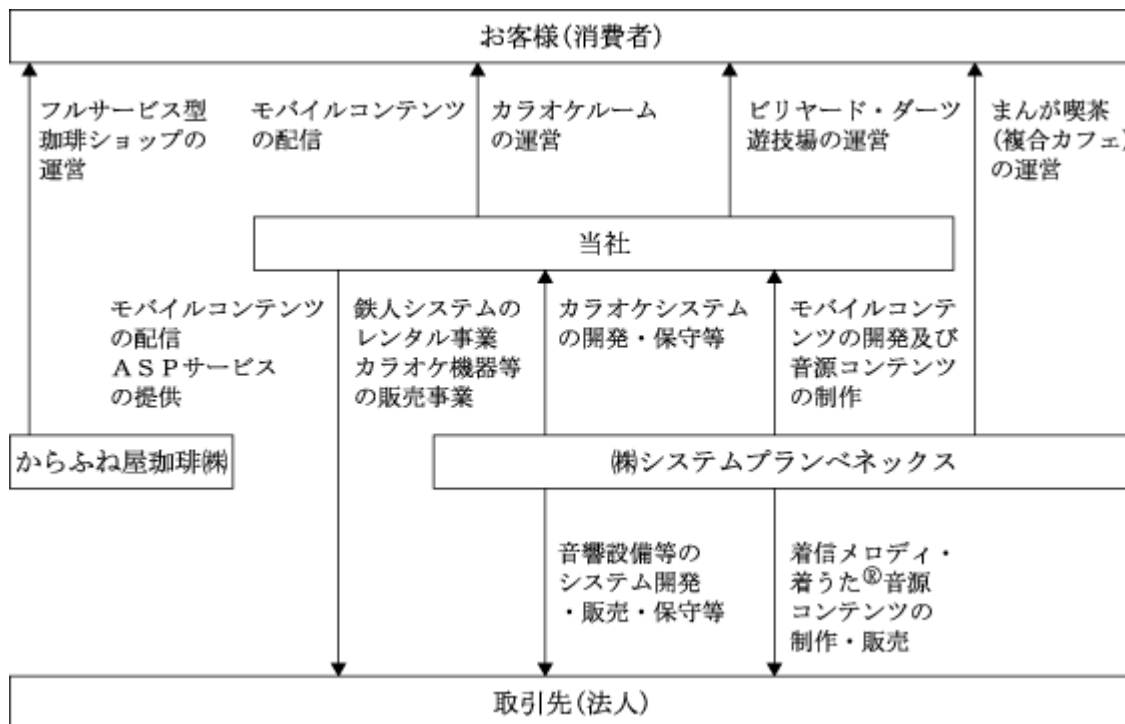 お客様(消費者)
フルサービス型
珈琲ショップの
運営
モバイルコンテンツ
の配信
カラオケルーム
の運営
ビリヤード・ダーツ
遊技場の運営
まんが喫茶
(複合カフェ)
の運営
当社
モバイルコンテンツ
の配信
ＡＳＰサービス
の提供
鉄人システムの
レンタル事業
カラオケ機器等
の販売事業
カラオケシステム
の開発・保守等
モバイルコンテ
ンツの開発及び
音源コンテンツ
の制作
からふね屋珈琲㈱
㈱システムプランベネックス
音響設備等の
システム開発
・販売・保守等
着信メロディ・
着うた®音源
コンテンツの
制作・販売
取引先(法人)